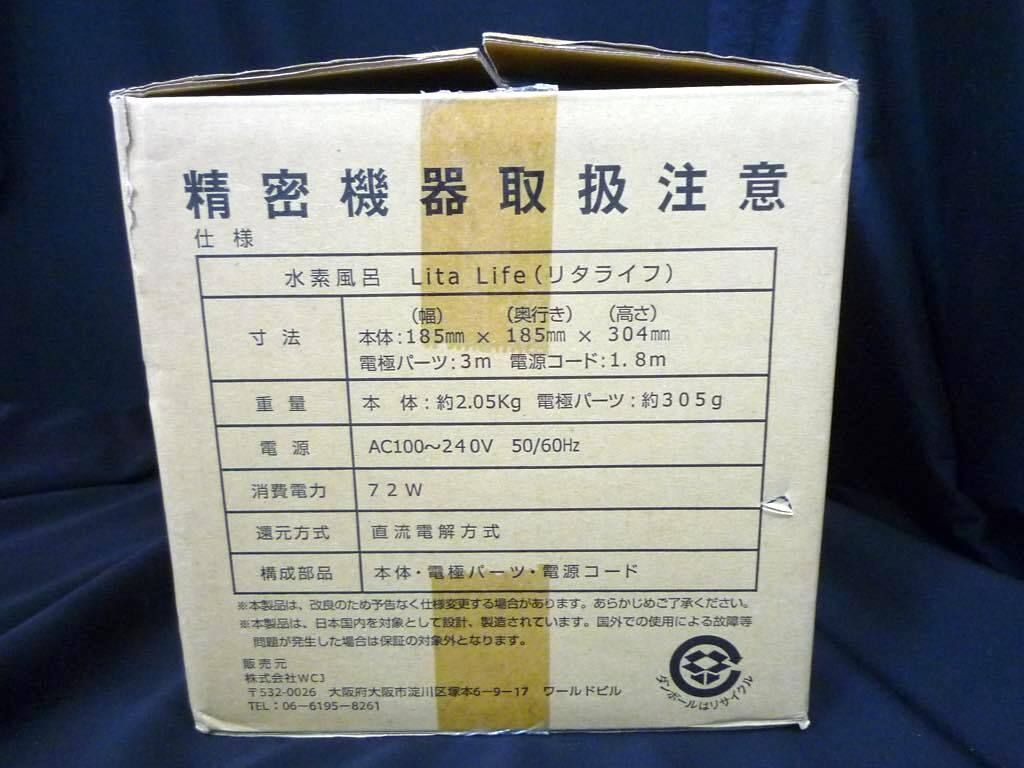 精密機器取扱注意
仕様
水素風呂 Lita Life(リタライフ)
寸法
(幅) (奥行き) (高さ)
本体:185㎜ × 185㎜ × 304㎜
電極パーツ:3m 電源コード:1.8m
重量 本 体:約2.05Kg 電極パーツ:約305g
電源 AC100～240V 50/60Hz
消費電力 72W
還元方式 直流電解方式
構成部品 本体・電極パーツ・電源コード
※本製品は、改良のため予告なく仕様変更する場合があります。あらかじめご了承ください。
※本製品は、日本国内を対象として設計、製造されています。国外での使用による故障等
問題が発生した場合は保証の対象外となります。
販売元
株式会社WCJ
〒532-0026 大阪府大阪市淀川区塚本6-9-17 ワールドビル
TEL:06-6195-8261
ダンボールはリサイクル